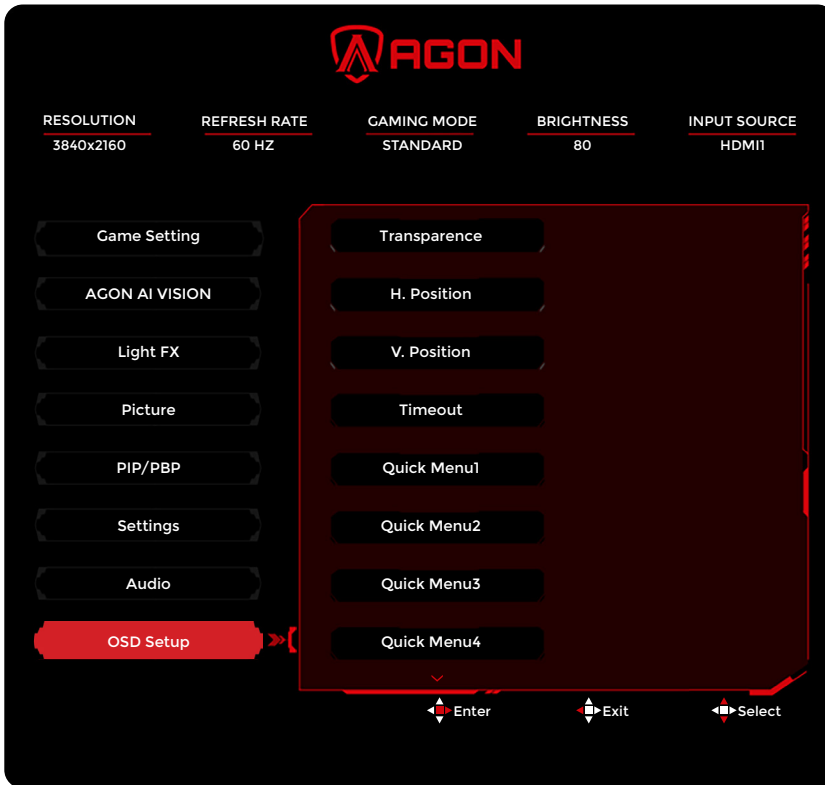 AGON
RESOLUTION REFRESH RATE GAMING MODE BRIGHTNESS INPUT SOURCE
3840x2160 60 HZ STANDARD 80 HDMI1
Game Setting Transparence
AGON AI VISION H. Position
Light FX V. Position
Picture Timeout
PIP/PBP Quick Menu1
Settings Quick Menu2
Audio Quick Menu3
OSD Setup Quick Menu4
Enter Exit Select